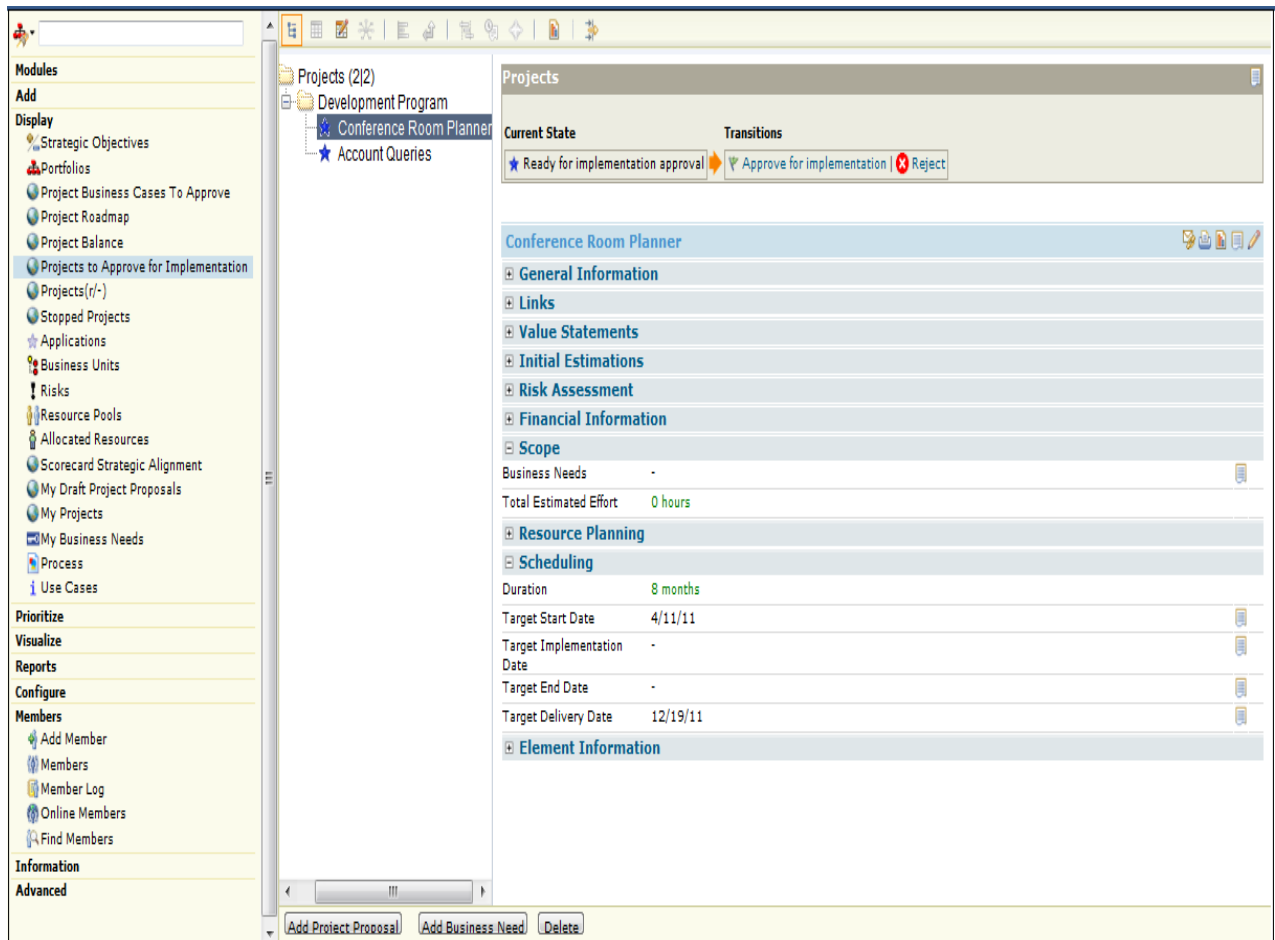 Modules
Add
Display
Strategic Objectives
Portfolios
Project Business Cases To Approve
Project Roadmap
Project Balance
Projects to Approve for Implementation
Projects(r/-)
Stopped Projects
Applications
Business Units
Risks
Resource Pools
Allocated Resources
Scorecard Strategic Alignment
My Draft Project Proposals
My Projects
My Business Needs
Process
Use Cases
Prioritize
Visualize
Reports
Configure
Members
Add Member
Members
Member Log
Online Members
Find Members
Information
Advanced
Projects (2|2)
Development Program
Conference Room Planner
Account Queries
Projects
Current State Transitions
Ready for implementation approval Approve for implementation | Reject
Conference Room Planner
General Information
Links
Value Statements
Initial Estimations
Risk Assessment
Financial Information
Scope
Business Needs -
Total Estimated Effort 0 hours
Resource Planning
Scheduling
Duration 8 months
Target Start Date 4/11/11
Target Implementation -
Date
Target End Date -
Target Delivery Date 12/19/11
Element Information
Add Project Proposal Add Business Need Delete